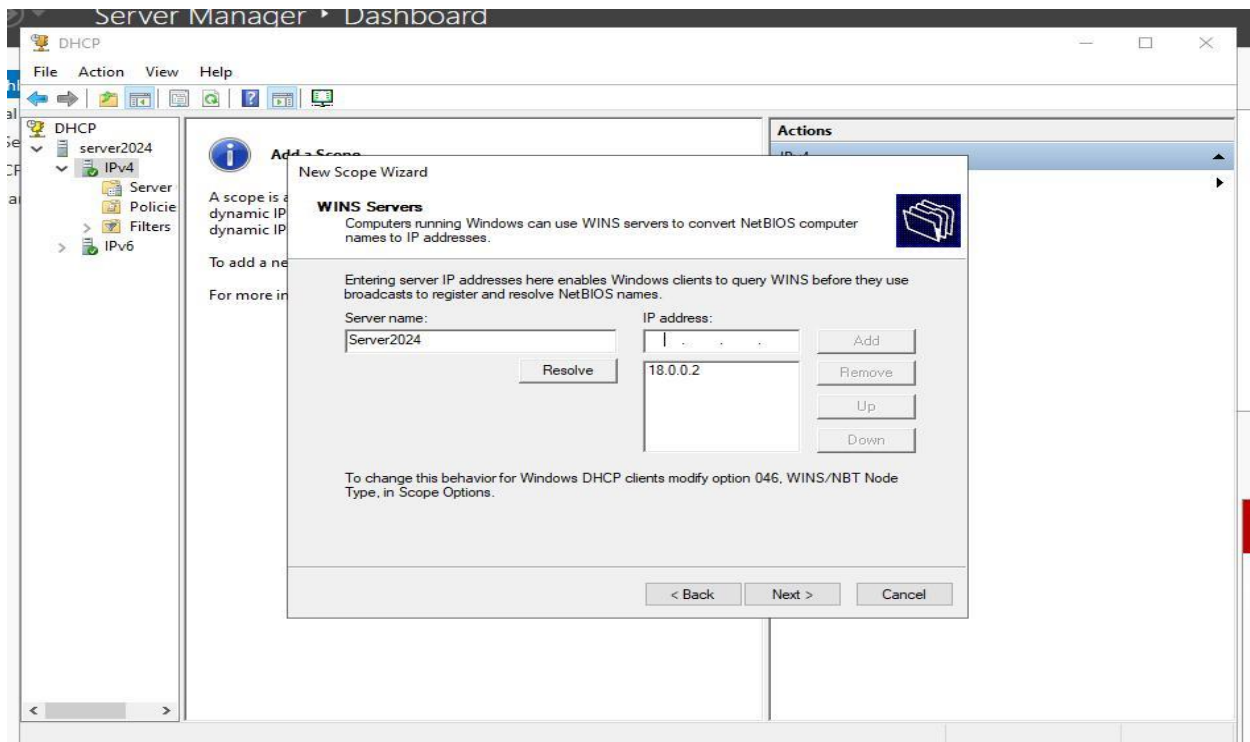 Server Manager ‣ Dashboard
DHCP
File Action View Help
DHCP
server2024
IPv4
Server
Policie
Filters
IPv6
Add a Scope
A scope is a
dynamic IP
dynamic IP
To add a ne
For more in
Actions
IPv4
New Scope Wizard
WINS Servers
Computers running Windows can use WINS servers to convert NetBIOS computer
names to IP addresses.
Entering server IP addresses here enables Windows clients to query WINS before they use
broadcasts to register and resolve NetBIOS names.
Server name:
IP address:
Server2024
. . .
Add
Resolve
18.0.0.2
Remove
Up
Down
To change this behavior for Windows DHCP clients modify option 046, WINS/NBT Node
Type, in Scope Options.
< Back
Next >
Cancel